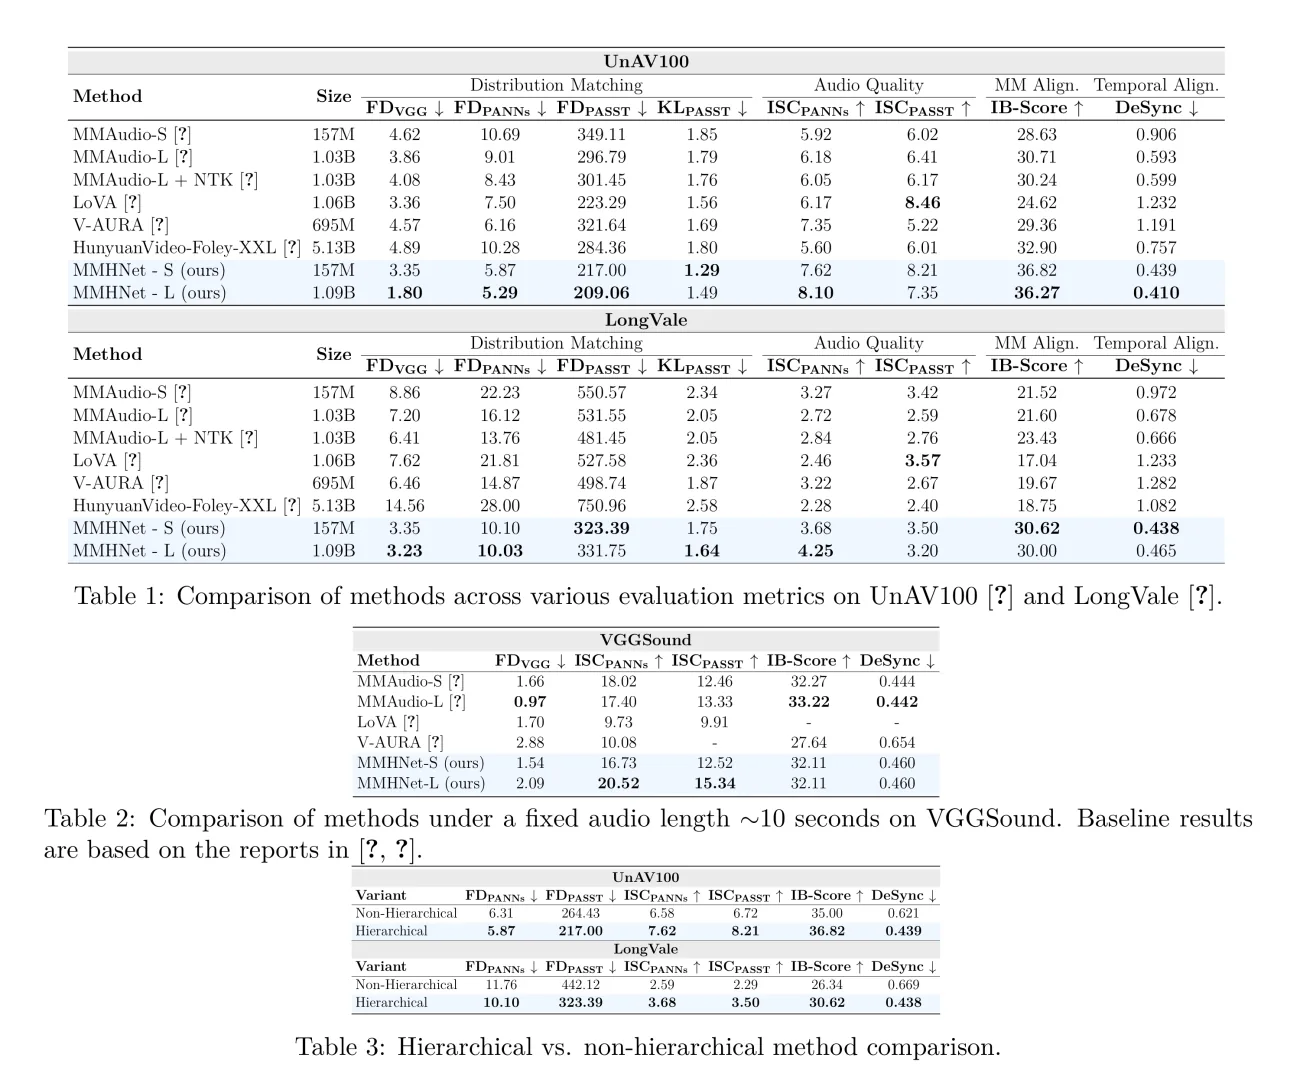 UnAV100
Method Size Distribution Matching Audio Quality MM Align. Temporal Align.
FDVGG ↓ FDPANNs ↓ FDPASST ↓ KLPASST ↓ ISCPANNs ↑ ISCPASST ↑ IB-Score ↑ DeSync ↓
MMAudio-S [?] 157M 4.62 10.69 349.11 1.85 5.92 6.02 28.63 0.906
MMAudio-L [?] 1.03B 3.86 9.01 296.79 1.79 6.18 6.41 30.71 0.593
MMAudio-L + NTK [?] 1.03B 4.08 8.43 301.45 1.76 6.05 6.17 30.24 0.599
LoVA [?] 1.06B 3.36 7.50 223.29 1.56 6.17 8.46 24.62 1.232
V-AURA [?] 695M 4.57 6.16 321.64 1.69 7.35 5.22 29.36 1.191
HunyuanVideo-Foley-XXL [?] 5.13B 4.89 10.28 284.36 1.80 5.60 6.01 32.90 0.757
MMHNet - S (ours) 157M 3.35 5.87 217.00 1.29 7.62 8.21 36.82 0.439
MMHNet - L (ours) 1.09B 1.80 5.29 209.06 1.49 8.10 7.35 36.27 0.410
LongVale
Method Size Distribution Matching Audio Quality MM Align. Temporal Align.
FDVGG ↓ FDPANNs ↓ FDPASST ↓ KLPASST ↓ ISCPANNs ↑ ISCPASST ↑ IB-Score ↑ DeSync ↓
MMAudio-S [?] 157M 8.86 22.23 550.57 2.34 3.27 3.42 21.52 0.972
MMAudio-L [?] 1.03B 7.20 16.12 531.55 2.05 2.72 2.59 21.60 0.678
MMAudio-L + NTK [?] 1.03B 6.41 13.76 481.45 2.05 2.84 2.76 23.43 0.666
LoVA [?] 1.06B 7.62 21.81 527.58 2.36 2.46 3.57 17.04 1.233
V-AURA [?] 695M 6.46 14.87 498.74 1.87 3.22 2.67 19.67 1.282
HunyuanVideo-Foley-XXL [?] 5.13B 14.56 28.00 750.96 2.58 2.28 2.40 18.75 1.082
MMHNet - S (ours) 157M 3.35 10.10 323.39 1.75 3.68 3.50 30.62 0.438
MMHNet - L (ours) 1.09B 3.23 10.03 331.75 1.64 4.25 3.20 30.00 0.465
Table 1: Comparison of methods across various evaluation metrics on UnAV100 [?] and LongVale [?].
VGGSound
Method FDVGG ↓ ISCPANNs ↑ ISCPASST ↑ IB-Score ↑ DeSync ↓
MMAudio-S [?] 1.66 18.02 12.46 32.27 0.444
MMAudio-L [?] 0.97 17.40 13.33 33.22 0.442
LoVA [?] 1.70 9.73 9.91 - -
V-AURA [?] 2.88 10.08 - 27.64 0.654
MMHNet-S (ours) 1.54 16.73 12.52 32.11 0.460
MMHNet-L (ours) 2.09 20.52 15.34 32.11 0.460
Table 2: Comparison of methods under a fixed audio length ∼10 seconds on VGGSound. Baseline results
are based on the reports in [?, ?].
UnAV100
Variant FDPANNs ↓ FDPASST ↓ ISCPANNs ↑ ISCPASST ↑ IB-Score ↑ DeSync ↓
Non-Hierarchical 6.31 264.43 6.58 6.72 35.00 0.621
Hierarchical 5.87 217.00 7.62 8.21 36.82 0.439
LongVale
Variant FDPANNs ↓ FDPASST ↓ ISCPANNs ↑ ISCPASST ↑ IB-Score ↑ DeSync ↓
Non-Hierarchical 11.76 442.12 2.59 2.29 26.34 0.669
Hierarchical 10.10 323.39 3.68 3.50 30.62 0.438
Table 3: Hierarchical vs. non-hierarchical method comparison.